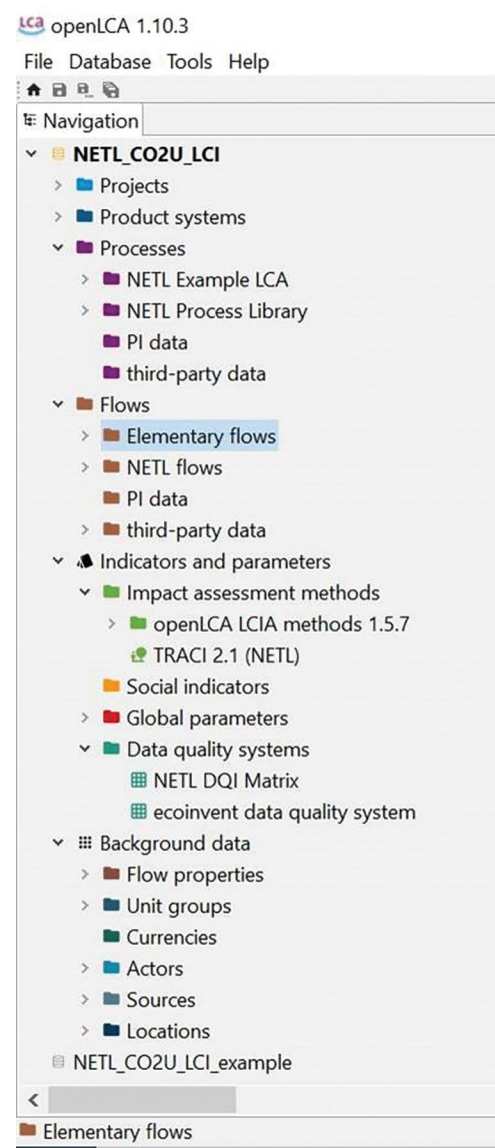 LCA openLCA 1.10.3
File Database Tools Help
Navigation
NETL_CO2U_LCI
Projects
Product systems
Processes
NETL Example LCA
NETL Process Library
PI data
third-party data
Flows
Elementary flows
NETL flows
PI data
third-party data
Indicators and parameters
Impact assessment methods
openLCA LCIA methods 1.5.7
TRACI 2.1 (NETL)
Social indicators
Global parameters
Data quality systems
NETL DQI Matrix
ecoinvent data quality system
Background data
Flow properties
Unit groups
Currencies
Actors
Sources
Locations
NETL_CO2U_LCI_example
Elementary flows